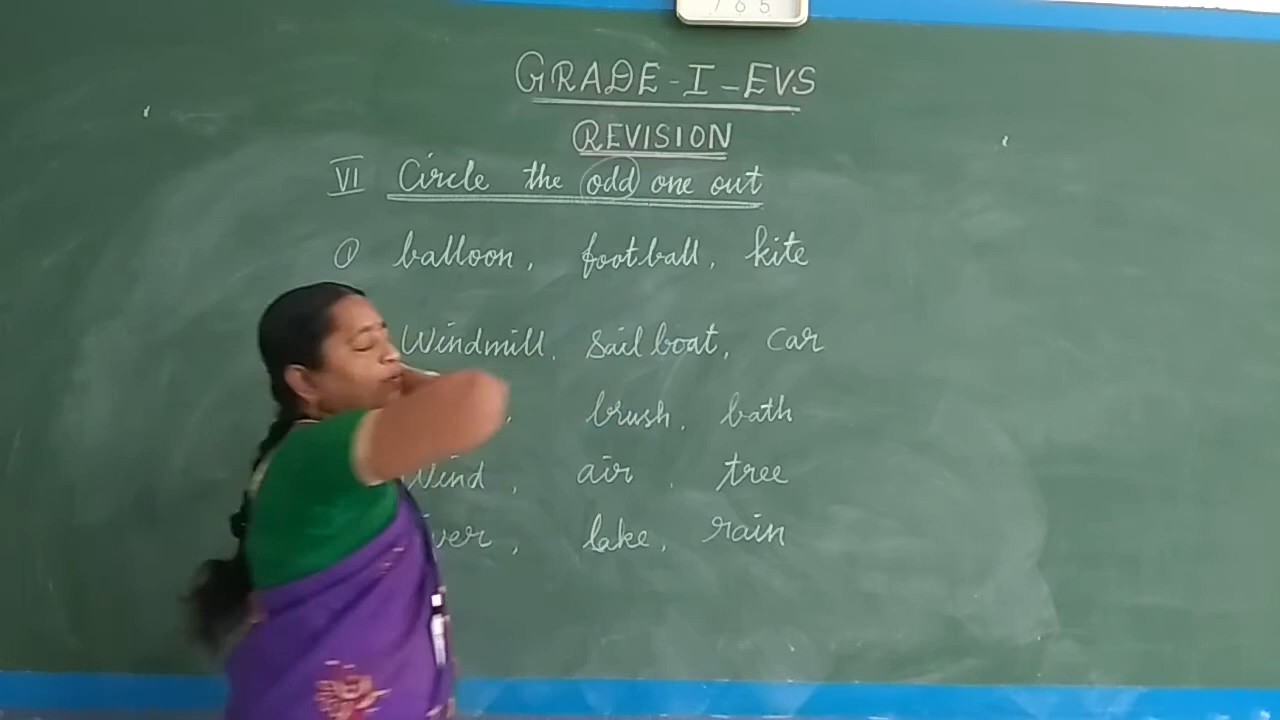 765
GRADE-I-EVS
REVISION
VI Circle the odd one out
① balloon, football, kite
Windmill, Sail boat, Car
, brush, bath
Wind, air, tree
lake, rain